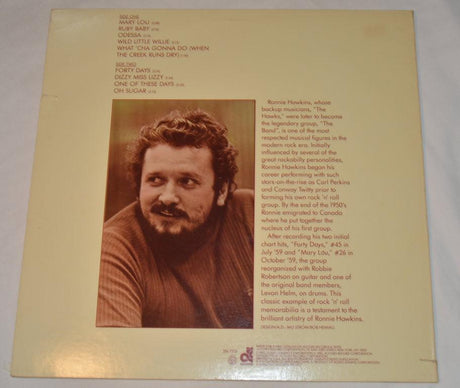 SIDE ONE
MARY LOU
RUBY BABY
ODESSA
WILD LITTLE WILLIE
WHAT 'CHA GONNA DO (WHEN
THE CREEK RUNS DRY)
SIDE TWO
FORTY DAYS
DIZZY MISS LIZZY
ONE OF THESE DAYS
OH SUGAR
Ronnie Hawkins, whose
backup musicians, "The
Hawks," were later to become
the legendary group, "The
Band", is one of the most
respected musical figures in the
modern rock era. Initially
influenced by several of the
great rockabilly personalities,
Ronnie Hawkins began his
career performing with such
stars-on-the-rise as Carl Perkins
and Conway Twitty prior to
forming his own rock 'n' roll
group. By the end of the 1950's
Ronnie emigrated to Canada
where he put together the
nucleus of his first group.
After recording his two initial
chart hits, "Forty Days," #45 in
July '59 and "Mary Lou," #26 in
October '59, the group
reorganized with Robbie
Robertson on guitar and one of
the original band members,
Levon Helm, on drums. This
classic example of rock 'n' roll
memorabilia is a testament to the
brilliant artistry of Ronnie Hawkins.